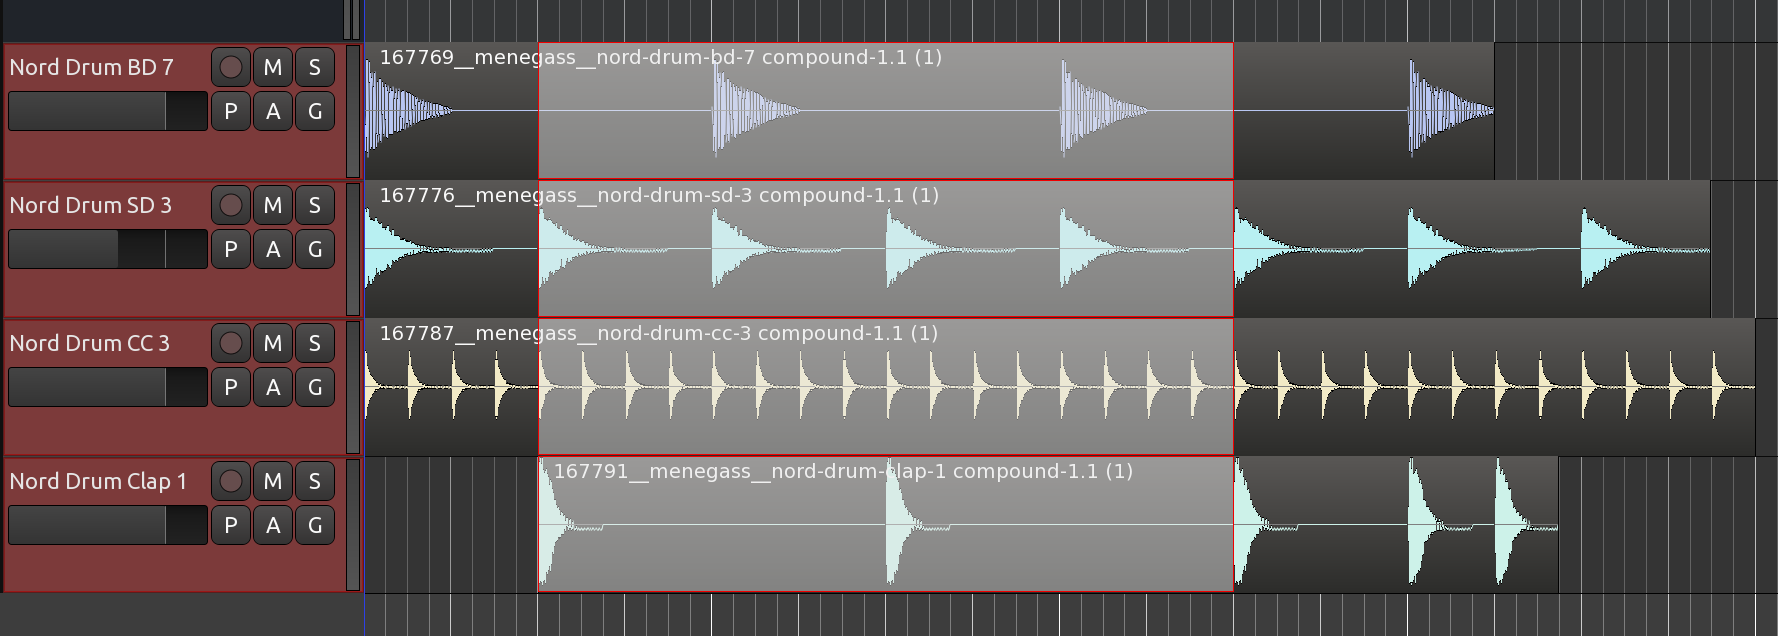 Nord Drum BD 7 M S 167769__menegass__nord-drum-bd-7 compound-1.1 (1)
P A G
Nord Drum SD 3 M S 167776__menegass__nord-drum-sd-3 compound-1.1 (1)
P A G
Nord Drum CC 3 M S 167787__menegass__nord-drum-cc-3 compound-1.1 (1)
P A G
Nord Drum Clap 1 M S 167791__menegass__nord-drum-clap-1 compound-1.1 (1)
P A G